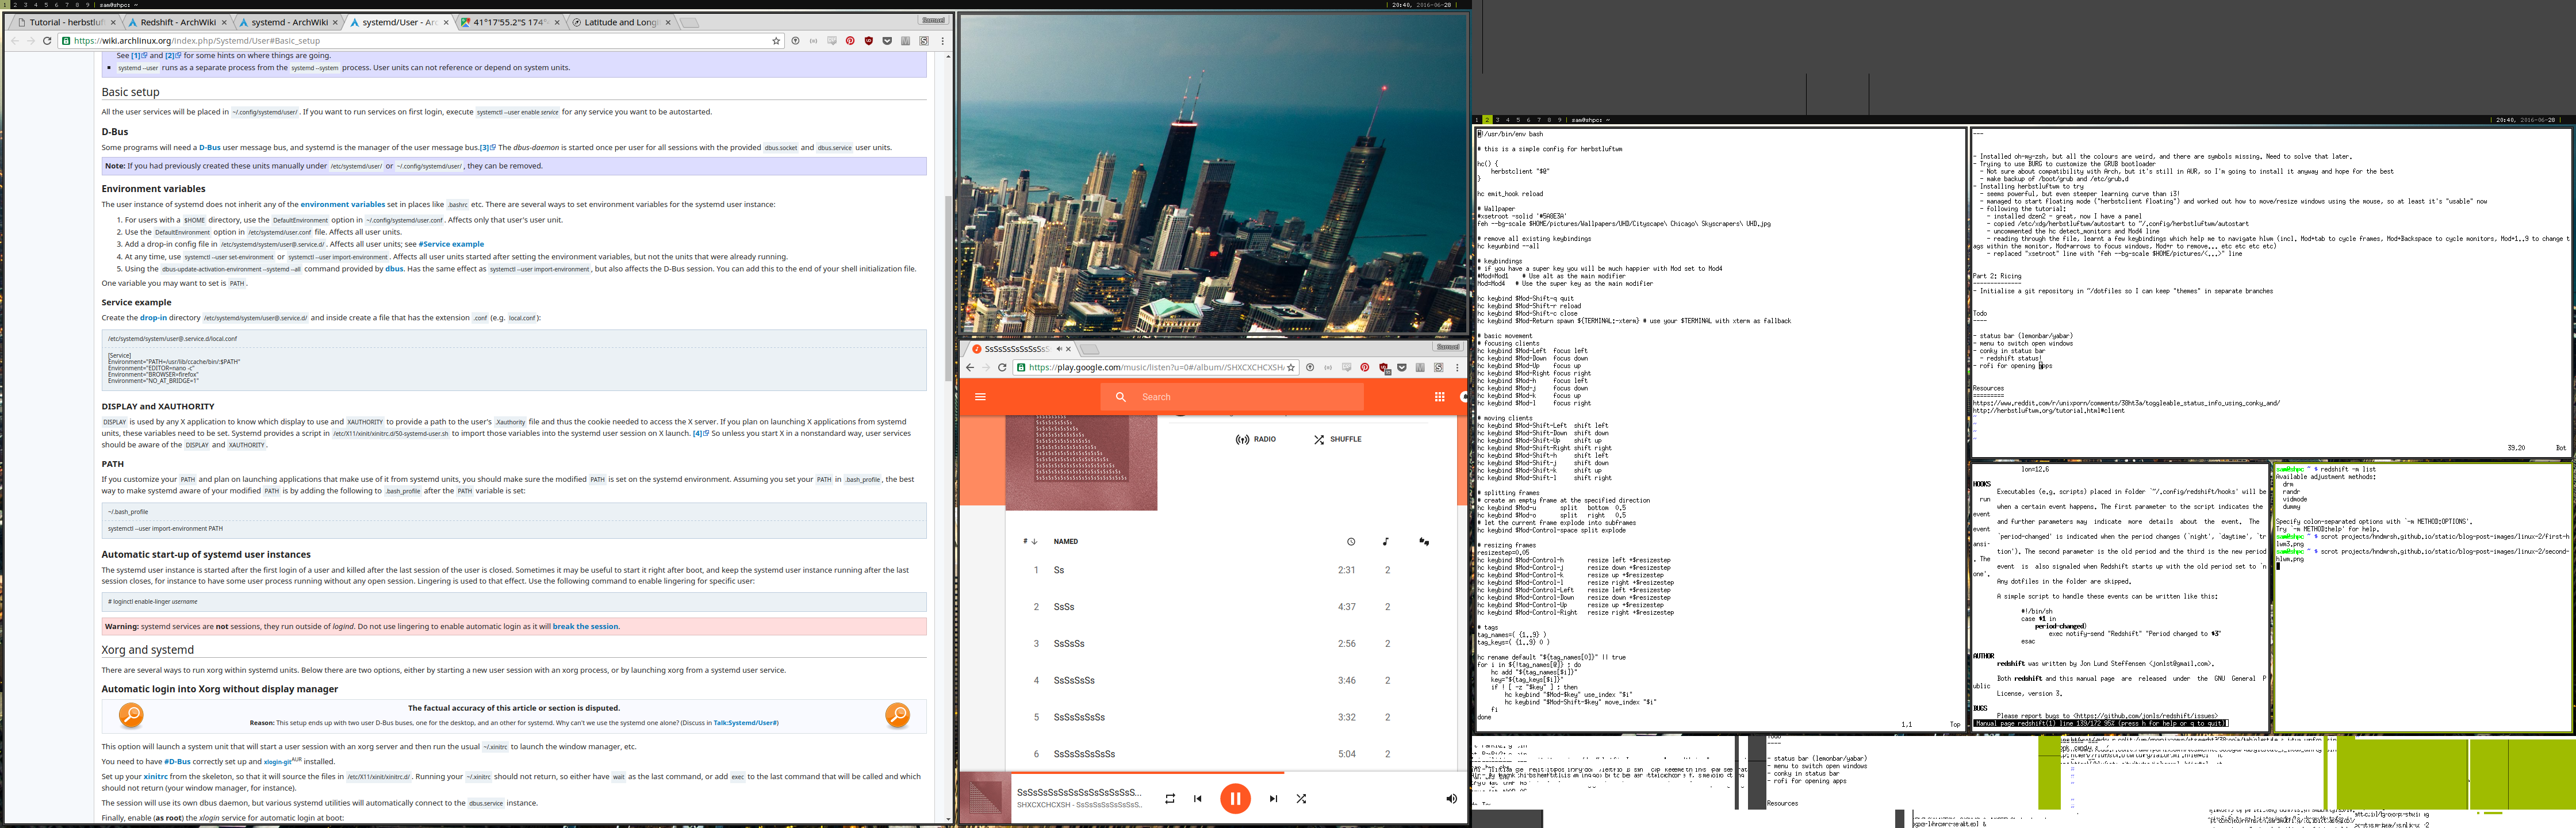 1 2 3 4 5 6 7 8 9 | sam@shpc: ~
| 20:40, 2016-06-28 |
Tutorial - herbstluf
Redshift - ArchWiki
systemd - ArchWiki
systemd/User - Arc
41°17'55.2"S 174°
Latitude and Long
Samuel
https://wiki.archlinux.org/index.php/Systemd/User#Basic_setup
See [1] and [2] for some hints on where things are going.
systemd --user runs as a separate process from the systemd --system process. User units can not reference or depend on system units.
Basic setup
All the user services will be placed in ~/.config/systemd/user/ . If you want to run services on first login, execute systemctl --user enable service for any service you want to be autostarted.
D-Bus
Some programs will need a D-Bus user message bus, and systemd is the manager of the user message bus.[3] The dbus-daemon is started once per user for all sessions with the provided dbus.socket and dbus.service user units.
Note: If you had previously created these units manually under /etc/systemd/user/ or ~/.config/systemd/user/ , they can be removed.
Environment variables
The user instance of systemd does not inherit any of the environment variables set in places like .bashrc etc. There are several ways to set environment variables for the systemd user instance:
1. For users with a $HOME directory, use the DefaultEnvironment option in ~/.config/systemd/user.conf . Affects only that user's user unit.
2. Use the DefaultEnvironment option in /etc/systemd/user.conf file. Affects all user units.
3. Add a drop-in config file in /etc/systemd/system/user@.service.d/ . Affects all user units; see #Service example
4. At any time, use systemctl --user set-environment or systemctl --user import-environment . Affects all user units started after setting the environment variables, but not the units that were already running.
5. Using the dbus-update-activation-environment --systemd --all command provided by dbus. Has the same effect as systemctl --user import-environment , but also affects the D-Bus session. You can add this to the end of your shell initialization file.
One variable you may want to set is PATH .
Service example
Create the drop-in directory /etc/systemd/system/user@.service.d/ and inside create a file that has the extension .conf (e.g. local.conf ):
/etc/systemd/system/user@.service.d/local.conf
[Service]
Environment="PATH=/usr/lib/ccache/bin/:$PATH"
Environment="EDITOR=nano -c"
Environment="BROWSER=firefox"
Environment="NO_AT_BRIDGE=1"
DISPLAY and XAUTHORITY
DISPLAY is used by any X application to know which display to use and XAUTHORITY to provide a path to the user's .Xauthority file and thus the cookie needed to access the X server. If you plan on launching X applications from systemd
units, these variables need to be set. Systemd provides a script in /etc/X11/xinit/xinitrc.d/50-systemd-user.sh to import those variables into the systemd user session on X launch. [4] So unless you start X in a nonstandard way, user services
should be aware of the DISPLAY and XAUTHORITY .
PATH
If you customize your PATH and plan on launching applications that make use of it from systemd units, you should make sure the modified PATH is set on the systemd environment. Assuming you set your PATH in .bash_profile , the best
way to make systemd aware of your modified PATH is by adding the following to .bash_profile after the PATH variable is set:
~/.bash_profile
systemctl --user import-environment PATH
Automatic start-up of systemd user instances
The systemd user instance is started after the first login of a user and killed after the last session of the user is closed. Sometimes it may be useful to start it right after boot, and keep the systemd user instance running after the last
session closes, for instance to have some user process running without any open session. Lingering is used to that effect. Use the following command to enable lingering for specific user:
# loginctl enable-linger username
Warning: systemd services are not sessions, they run outside of logind. Do not use lingering to enable automatic login as it will break the session.
Xorg and systemd
There are several ways to run xorg within systemd units. Below there are two options, either by starting a new user session with an xorg process, or by launching xorg from a systemd user service.
Automatic login into Xorg without display manager
The factual accuracy of this article or section is disputed.
Reason: This setup ends up with two user D-Bus buses, one for the desktop, and an other for systemd. Why can't we use the systemd one alone? (Discuss in Talk:Systemd/User#)
This option will launch a system unit that will start a user session with an xorg server and then run the usual ~/.xinitrc to launch the window manager, etc.
You need to have #D-Bus correctly set up and xlogin-git AUR installed.
Set up your xinitrc from the skeleton, so that it will source the files in /etc/X11/xinit/xinitrc.d/ . Running your ~/.xinitrc should not return, so either have wait as the last command, or add exec to the last command that will be called and which
should not return (your window manager, for instance).
The session will use its own dbus daemon, but various systemd utilities will automatically connect to the dbus.service instance.
Finally, enable (as root) the xlogin service for automatic login at boot:
SsSsSsSsSsSsSsS
Samuel
https://play.google.com/music/listen?u=0#/album//SHXCXCHCXSH/
Search
RADIO
SHUFFLE
# NAMED
1 Ss 2:31 2
2 SsSs 4:37 2
3 SsSsSs 2:56 2
4 SsSsSsSs 3:46 2
5 SsSsSsSsSs 3:32 2
6 SsSsSsSsSsSs 5:04 2
SsSsSsSsSsSsSsSsSsSsSsS...
SHXCXCHCXSH - SsSsSsSsSsSsS..
1 2 3 4 5 6 7 8 9 | sam@shpc: ~
| 20:40, 2016-06-28 |
#!/usr/bin/env bash
# this is a simple config for herbstluftwm
hc() {
herbstclient "$@"
}
hc emit_hook reload
# Wallpaper
#xsetroot -solid '#5A8E3A'
feh --bg-scale $HOME/pictures/Wallpapers/UHD/Cityscape\ Chicago\ Skyscrapers\ UHD.jpg
# remove all existing keybindings
hc keyunbind --all
# keybindings
# if you have a super key you will be much happier with Mod set to Mod4
#Mod=Mod1 # Use alt as the main modifier
Mod=Mod4 # Use the super key as the main modifier
hc keybind $Mod-Shift-q quit
hc keybind $Mod-Shift-r reload
hc keybind $Mod-Shift-c close
hc keybind $Mod-Return spawn ${TERMINAL:-xterm} # use your $TERMINAL with xterm as fallback
# basic movement
# focusing clients
hc keybind $Mod-Left focus left
hc keybind $Mod-Down focus down
hc keybind $Mod-Up focus up
hc keybind $Mod-Right focus right
hc keybind $Mod-h focus left
hc keybind $Mod-j focus down
hc keybind $Mod-k focus up
hc keybind $Mod-l focus right
# moving clients
hc keybind $Mod-Shift-Left shift left
hc keybind $Mod-Shift-Down shift down
hc keybind $Mod-Shift-Up shift up
hc keybind $Mod-Shift-Right shift right
hc keybind $Mod-Shift-h shift left
hc keybind $Mod-Shift-j shift down
hc keybind $Mod-Shift-k shift up
hc keybind $Mod-Shift-l shift right
# splitting frames
# create an empty frame at the specified direction
hc keybind $Mod-u split bottom 0.5
hc keybind $Mod-o split right 0.5
# let the current frame explode into subframes
hc keybind $Mod-Control-space split explode
# resizing frames
resizestep=0.05
hc keybind $Mod-Control-h resize left +$resizestep
hc keybind $Mod-Control-j resize down +$resizestep
hc keybind $Mod-Control-k resize up +$resizestep
hc keybind $Mod-Control-l resize right +$resizestep
hc keybind $Mod-Control-Left resize left +$resizestep
hc keybind $Mod-Control-Down resize down +$resizestep
hc keybind $Mod-Control-Up resize up +$resizestep
hc keybind $Mod-Control-Right resize right +$resizestep
# tags
tag_names=( {1..9} )
tag_keys=( {1..9} 0 )
hc rename default "${tag_names[0]}" || true
for i in ${!tag_names[@]} ; do
hc add "${tag_names[$i]}"
key="${tag_keys[$i]}"
if ! [ -z "$key" ] ; then
hc keybind "$Mod-$key" use_index "$i"
hc keybind "$Mod-Shift-$key" move_index "$i"
fi
done
1,1 Top
---
- Installed oh-my-zsh, but all the colours are weird, and there are symbols missing. Need to solve that later.
- Trying to use BURG to customize the GRUB bootloader
- Not sure about compatibility with Arch, but it's still in AUR, so I'm going to install it anyway and hope for the best
- make backup of /boot/grub and /etc/grub.d
- Installing herbstluftwm to try
- seems powerful, but even steeper learning curve than i3!
- managed to start floating mode ("herbstclient floating") and worked out how to move/resize windows using the mouse, so at least it's "usable" now
- following the tutorial:
- installed dzen2 - great, now I have a panel
- copied /etc/xdg/herbstluftwm/autostart to ~/.config/herbstluftwm/autostart
- uncommented the hc detect_monitors and Mod4 line
- reading through the file, learnt a few keybindings which help me to navigate hlwm (incl. Mod+tab to cycle frames, Mod+Backspace to cycle monitors, Mod+1..9 to change t
ags within the monitor, Mod+arrows to focus windows, Mod+r to remove... etc etc etc etc)
- replaced "xsetroot" line with "feh --bg-scale $HOME/pictures/<...>" line
Part 2: Ricing
--------------
- Initialise a git repository in ~/dotfiles so I can keep "themes" in separate branches
Todo
----
- status bar (lemonbar/yabar)
- menu to switch open windows
- conky in status bar
- redshift status!
- rofi for opening apps
Resources
=========
https://www.reddit.com/r/unixporn/comments/38ht3a/toggleable_status_info_using_conky_and/
http://herbstluftwm.org/tutorial.html#client
~
~
~
39,20 Bot
lon=12.6
HOOKS
Executables (e.g. scripts) placed in folder `~/.config/redshift/hooks' will be
run
when a certain event happens. The first parameter to the script indicates the
event
and further parameters may indicate more details about the event. The
event
`period-changed' is indicated when the period changes (`night', `daytime', `tr
ansi-
tion'). The second parameter is the old period and the third is the new period
. The
event is also signaled when Redshift starts up with the old period set to `n
one'.
Any dotfiles in the folder are skipped.
A simple script to handle these events can be written like this:
#!/bin/sh
case $1 in
period-changed)
exec notify-send "Redshift" "Period changed to $3"
esac
AUTHOR
redshift was written by Jon Lund Steffensen <jonlst@gmail.com>.
Both redshift and this manual page are released under the GNU General P
ublic
License, version 3.
BUGS
Please report bugs to <https://github.com/jonls/redshift/issues>
Manual page redshift(1) line 139/172 95% (press h for help or q to quit)
sam@shpc ~ $ redshift -m list
Available adjustment methods:
drm
randr
vidmode
dummy
Specify colon-separated options with `-m METHOD:OPTIONS'.
Try `-m METHOD:help' for help.
sam@shpc ~ $ scrot projects/hndmrsh.github.io/static/blog-post-images/linux-2/first-h
lwm3.png
sam@shpc ~ $ scrot projects/hndmrsh.github.io/static/blog-post-images/linux-2/second-
hlwm.png
----
- status bar (lemonbar/yabar)
- menu to switch open windows
- conky in status bar
- rofi for opening apps
Resources